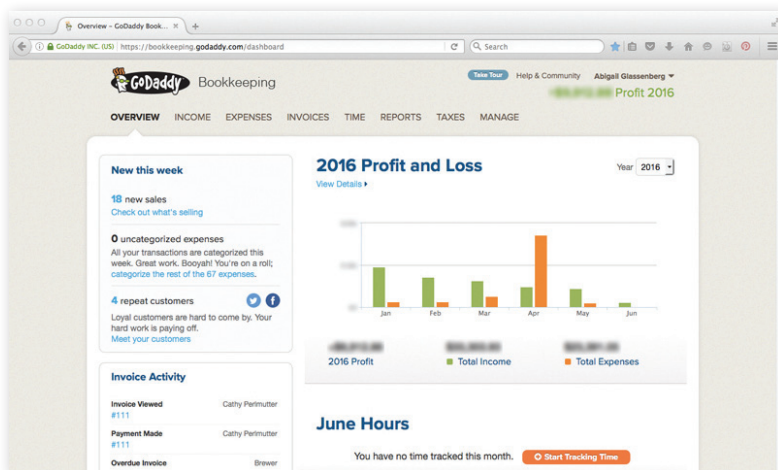 Overview – GoDaddy Book...
GoDaddy INC. (US) https://bookkeeping.godaddy.com/dashboard
Search
GoDaddy Bookkeeping
Take Tour Help & Community Abigail Glassenberg
Profit 2016
OVERVIEW INCOME EXPENSES INVOICES TIME REPORTS TAXES MANAGE
New this week
18 new sales
Check out what's selling
0 uncategorized expenses
All your transactions are categorized this
week. Great work. Booyah! You're on a roll;
categorize the rest of the 67 expenses.
4 repeat customers
Loyal customers are hard to come by. Your
hard work is paying off.
Meet your customers
Invoice Activity
Invoice Viewed Cathy Perlmutter
#111
Payment Made Cathy Perlmutter
#111
Overdue Invoice Brewer
2016 Profit and Loss
View Details
Year 2016
Jan Feb Mar Apr May Jun
2016 Profit Total Income Total Expenses
June Hours
You have no time tracked this month. Start Tracking Time